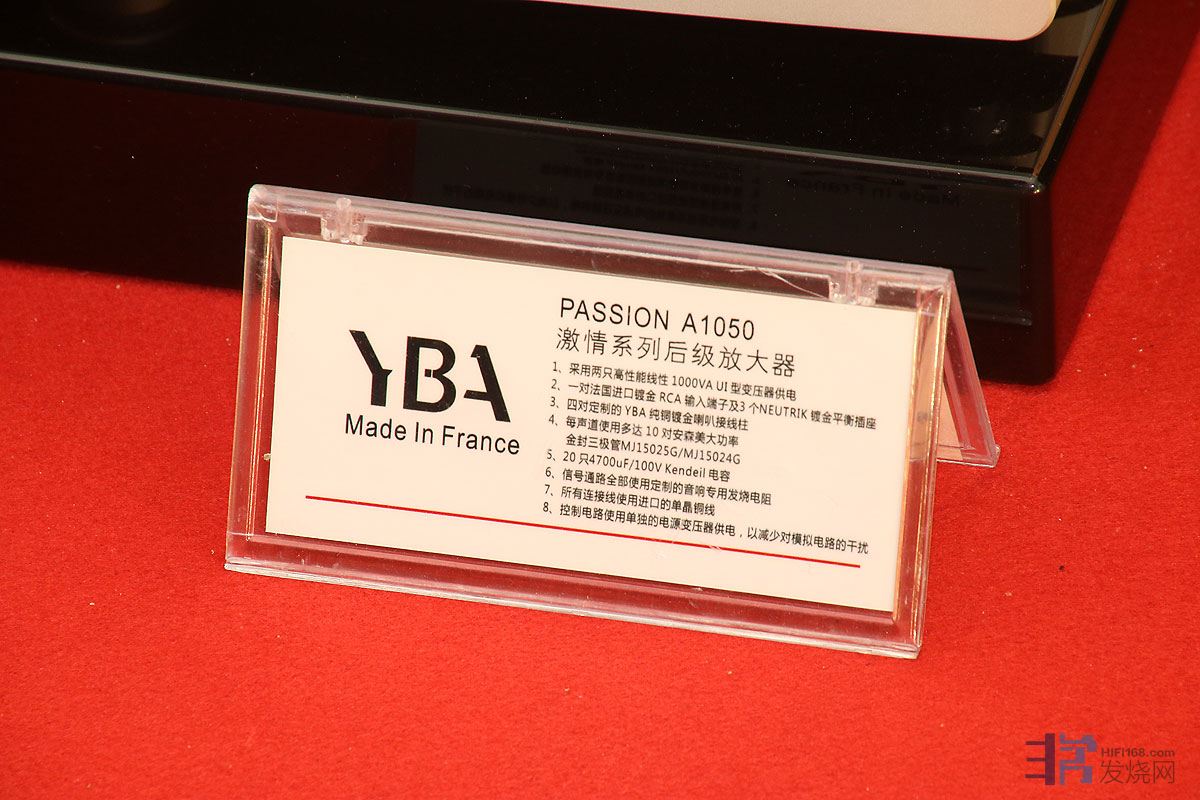 YBA
Made In France
PASSION A1050
激情系列后级放大器
1、采用两只高性能线性 1000VA UI 型变压器供电
2、一对法国进口镀金 RCA 输入端子及3 个NEUTRIK 镀金平衡插座
3、四对定制的 YBA 纯铜镀金喇叭接线柱
4、每声道使用多达 10 对安森美大功率
金封三极管MJ15025G/MJ15024G
5、20 只4700uF/100V Kendeil 电容
6、信号通路全部使用定制的音响专用发烧电阻
7、所有连接线使用进口的单晶铜线
8、控制电路使用单独的电源变压器供电，以减少对模拟电路的干扰
HIFI168.com
发烧网